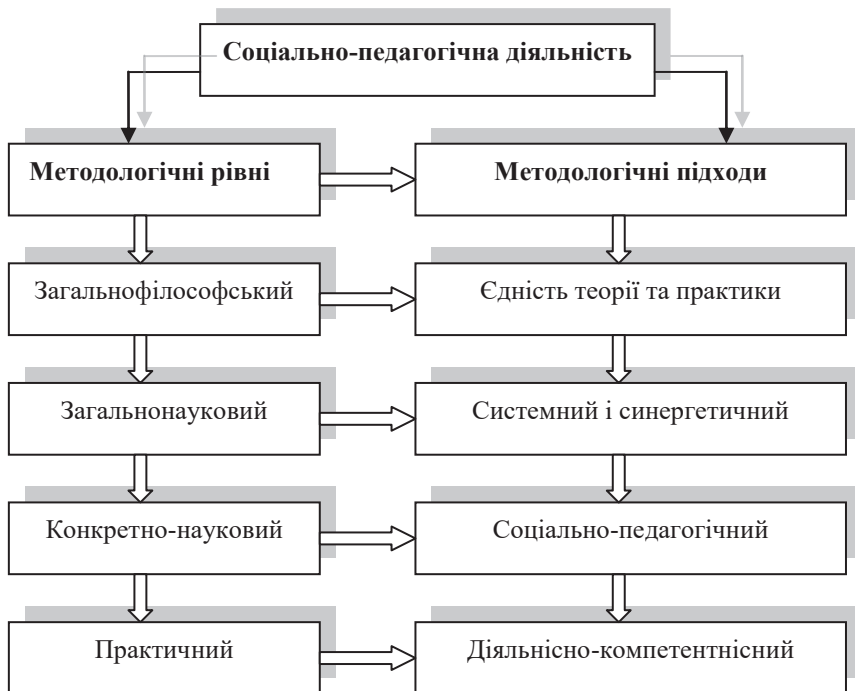 Соціально-педагогічна діяльність
Методологічні рівні
Методологічні підходи
Загальнофілософський
Єдність теорії та практики
Загальнонауковий
Системний і синергетичний
Конкретно-науковий
Соціально-педагогічний
Практичний
Діяльнісно-компетентнісний